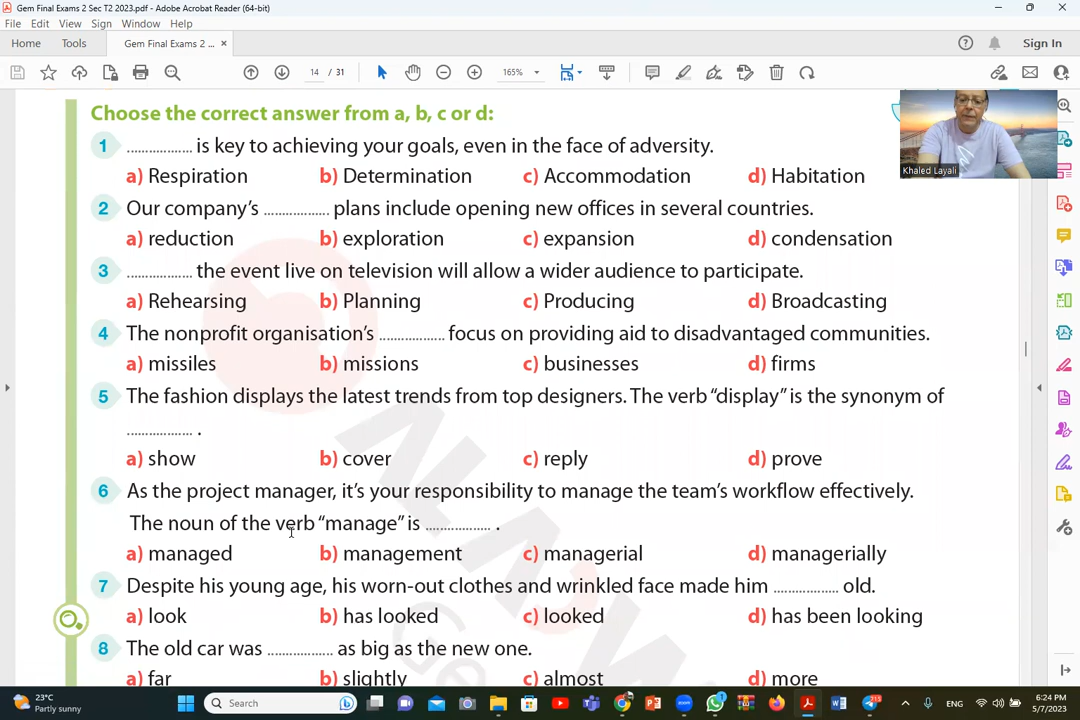 Gem Final Exams 2 Sec T2 2023.pdf - Adobe Acrobat Reader (64-bit)
File Edit View Sign Window Help
Home Tools Gem Final Exams 2 ... × Sign In
14 / 31 165%
Choose the correct answer from a, b, c or d:
1 .................. is key to achieving your goals, even in the face of adversity.
a) Respiration b) Determination c) Accommodation d) Habitation
2 Our company's .................. plans include opening new offices in several countries.
a) reduction b) exploration c) expansion d) condensation
3 .................. the event live on television will allow a wider audience to participate.
a) Rehearsing b) Planning c) Producing d) Broadcasting
4 The nonprofit organisation's .................. focus on providing aid to disadvantaged communities.
a) missiles b) missions c) businesses d) firms
5 The fashion displays the latest trends from top designers. The verb "display" is the synonym of
.................. .
a) show b) cover c) reply d) prove
6 As the project manager, it's your responsibility to manage the team's workflow effectively.
The noun of the verb "manage" is .................. .
a) managed b) management c) managerial d) managerially
7 Despite his young age, his worn-out clothes and wrinkled face made him .................. old.
a) look b) has looked c) looked d) has been looking
8 The old car was .................. as big as the new one.
a) far b) slightly c) almost d) more
Khaled Layali
23°C
Partly sunny
Search
ENG
6:24 PM
5/7/2023